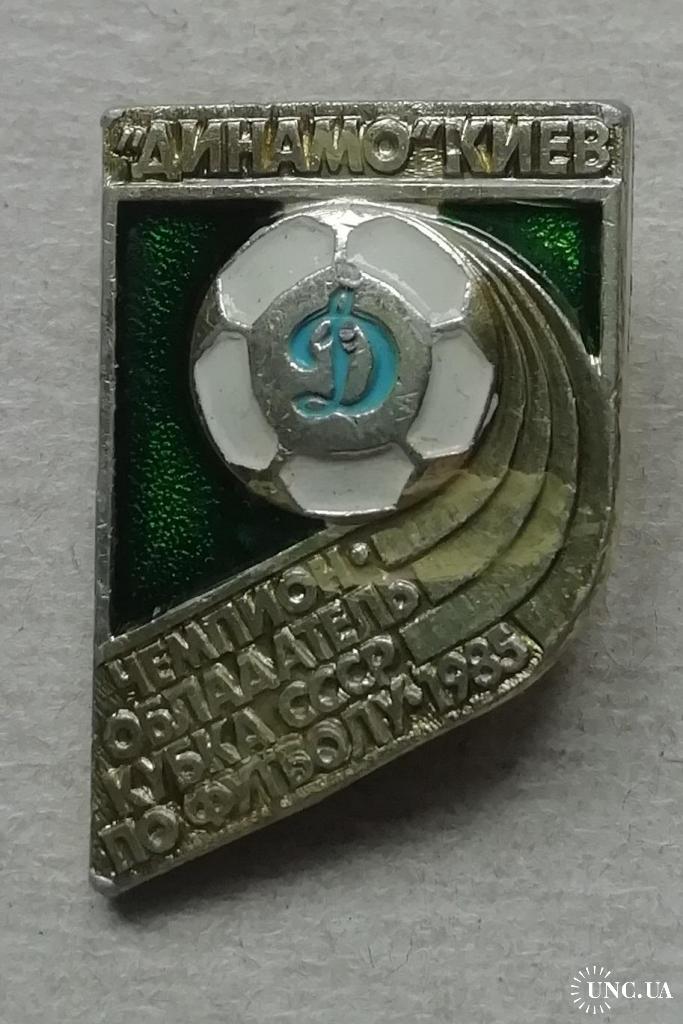 "ДИНАМО" КИЕВ
Д
ЧЕМПИОН •
ОБЛАДАТЕЛЬ
КУБКА СССР
ПО ФУТБОЛУ • 1985
UNC.UA